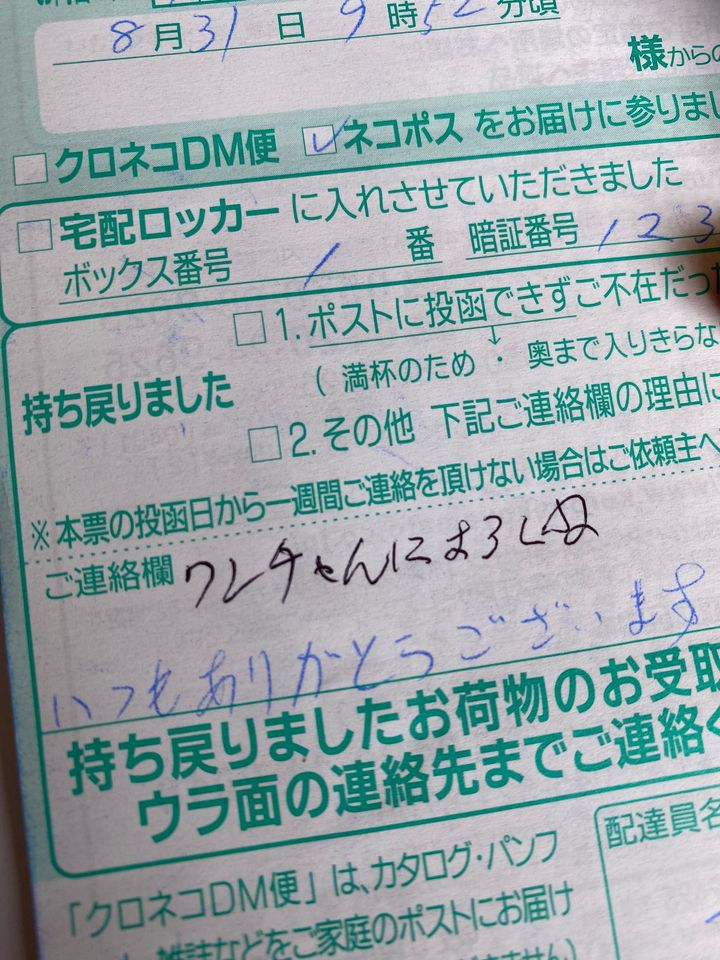 8月31日 9時52分頃
様からの
クロネコDM便 ✓ネコポス をお届けに参りまし
宅配ロッカーに入れさせていただきました
ボックス番号 1 番 暗証番号 123
持ち戻りました
1. ポストに投函できずご不在だっ
( 満杯のため ・ 奥まで入りきらな
2. その他 下記ご連絡欄の理由に
※本票の投函日から一週間ご連絡を頂けない場合はご依頼主へ
ご連絡欄 ワンチャんによろしぬ
いつもありがとうございます
持ち戻りましたお荷物のお受取
ウラ面の連絡先までご連絡く
「クロネコDM便」は、カタログ・パンフ
雑誌などをご家庭のポストにお届け
配達員名